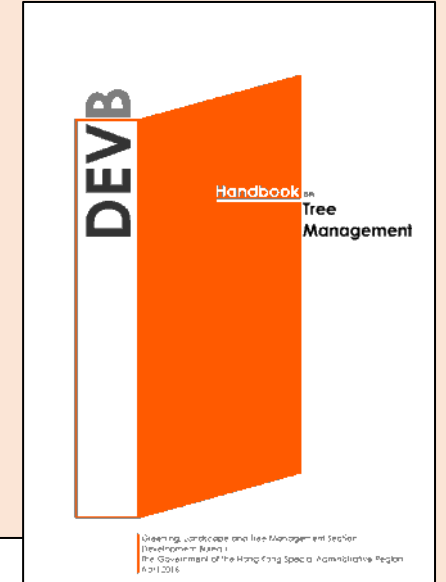 DEVB
Handbook on
Tree
Management
Greening, Landscape and Tree Management Section
Development Bureau
The Government of the Hong Kong Special Administrative Region
April 2016